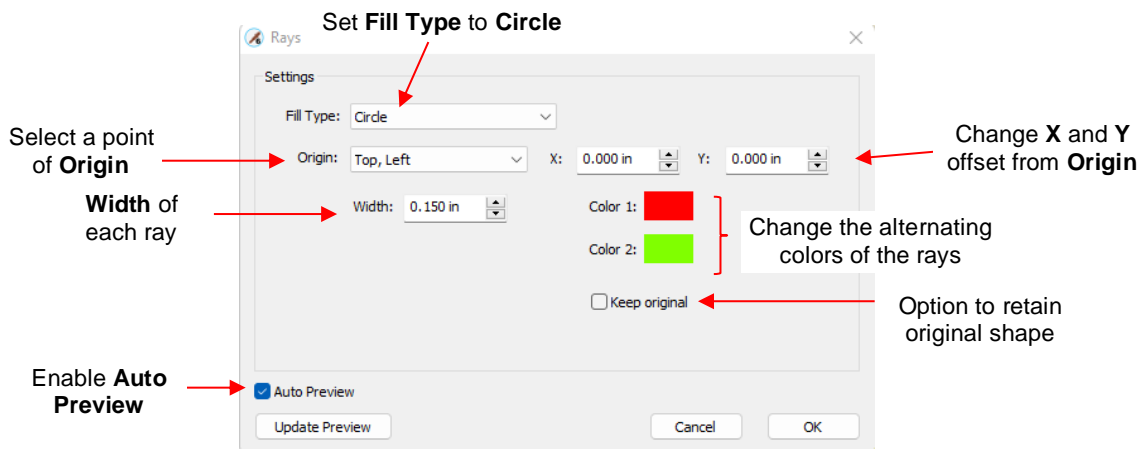 Set Fill Type to Circle
Rays
Settings
Fill Type: Circle
Select a point
of Origin
Origin: Top, Left X: 0.000 in Y: 0.000 in
Change X and Y
offset from Origin
Width of
each ray
Width: 0.150 in
Color 1:
Color 2:
Change the alternating
colors of the rays
Keep original
Option to retain
original shape
Enable Auto
Preview
Auto Preview
Update Preview Cancel OK